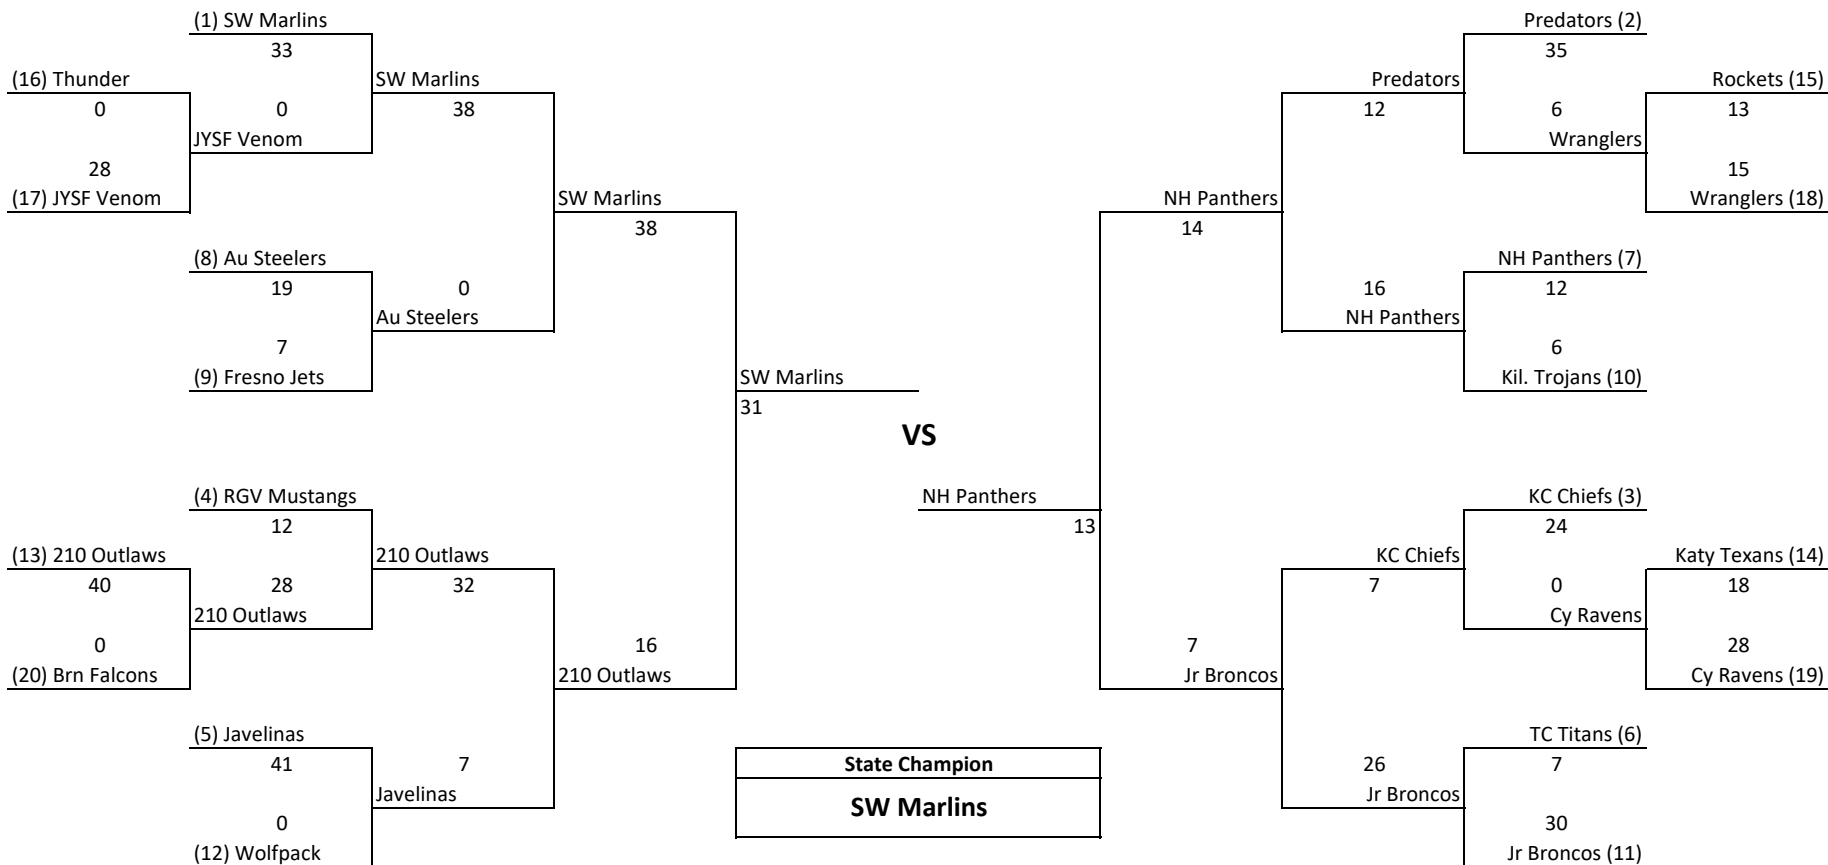 (1) SW Marlins
Predators (2)
33
35
(16) Thunder
SW Marlins
Predators
Rockets (15)
0
0
38
12
6
13
JYSF Venom
Wranglers
28
15
(17) JYSF Venom
SW Marlins
NH Panthers
Wranglers (18)
38
14
(8) Au Steelers
NH Panthers (7)
19
0
16
12
Au Steelers
NH Panthers
7
6
(9) Fresno Jets
SW Marlins
Kil. Trojans (10)
31
VS
(4) RGV Mustangs
NH Panthers
KC Chiefs (3)
12
13
24
(13) 210 Outlaws
210 Outlaws
KC Chiefs
Katy Texans (14)
40
28
32
7
0
18
210 Outlaws
Cy Ravens
0
16
7
28
(20) Brn Falcons
210 Outlaws
Jr Broncos
Cy Ravens (19)
(5) Javelinas
TC Titans (6)
41
7
State Champion
26
7
Javelinas
SW Marlins
Jr Broncos
0
30
(12) Wolfpack
Jr Broncos (11)